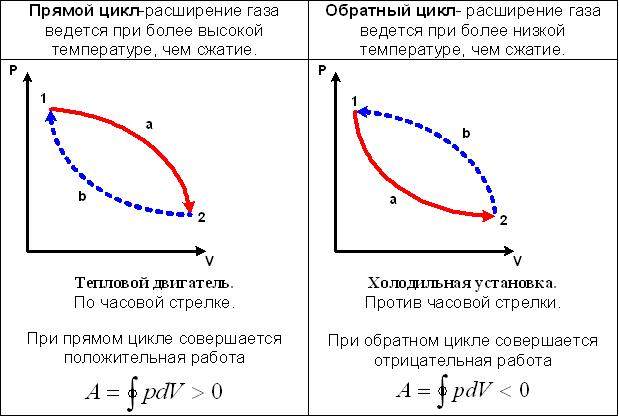 Прямой цикл-расширение газа
ведется при более высокой
температуре, чем сжатие.
P
1
a
b
2
V
Тепловой двигатель.
По часовой стрелке.
При прямом цикле совершается
положительная работа
A = ∮ pdV > 0
Обратный цикл- расширение газа
ведется при более низкой
температуре, чем сжатие.
P
1
b
a
2
V
Холодильная установка.
Против часовой стрелки.
При обратном цикле совершается
отрицательная работа
A = ∮ pdV < 0